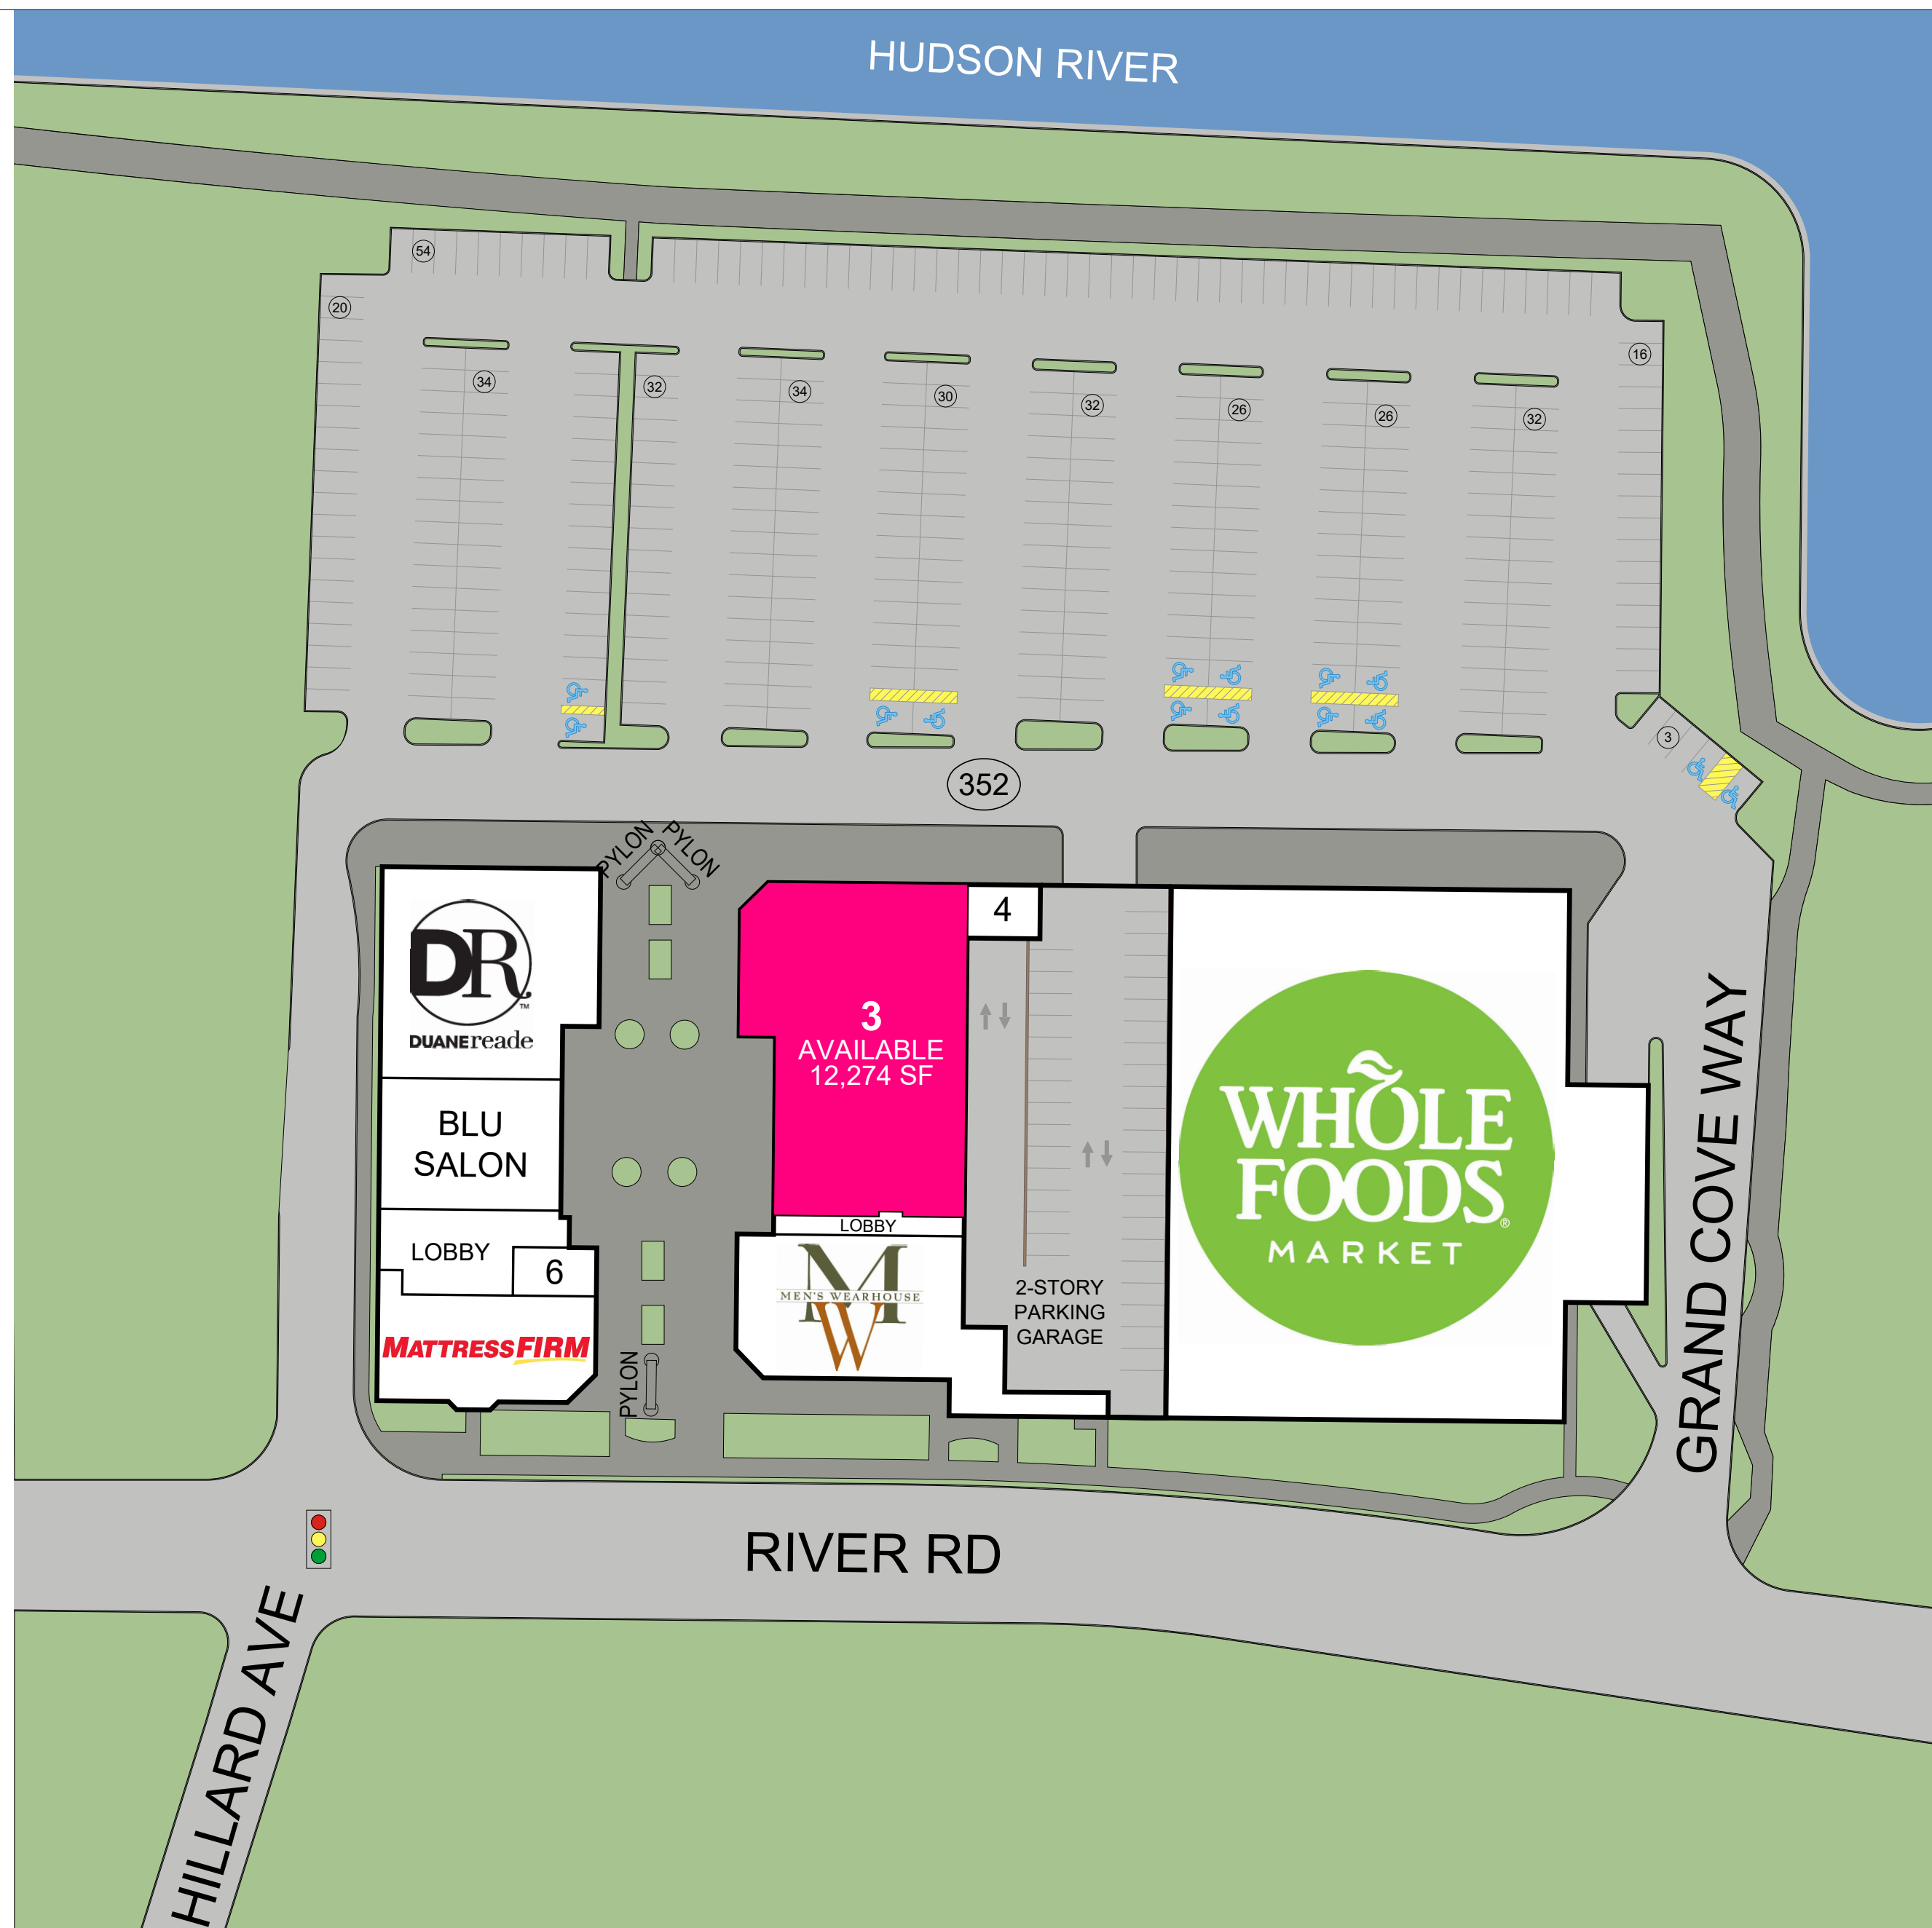 HUDSON RIVER
54
20
16
34
32
34
30
32
26
26
32
3
352
PYLON
PYLON
4
DR
™
DUANEreade
3
AVAILABLE
12,274 SF
BLU
SALON
WHOLE
FOODS®
MARKET
GRAND COVE WAY
LOBBY
LOBBY
6
M
MEN'S WEARHOUSE
W
2-STORY
PARKING
GARAGE
MATTRESSFIRM
PYLON
RIVER RD
HILLARD AVE